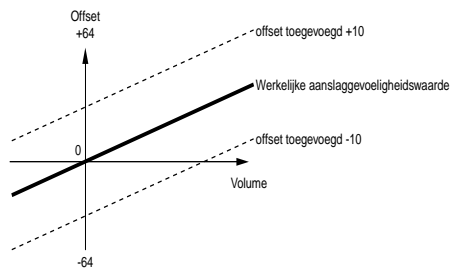 Offset
+64
offset toegevoegd +10
Werkelijke aanslaggevoeligheidswaarde
offset toegevoegd -10
0
Volume
-64